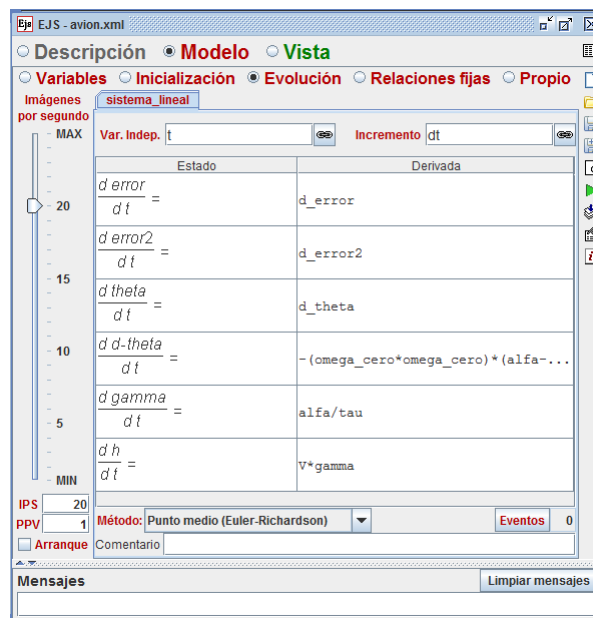 EJS - avion.xml
Descripción Modelo Vista
Variables Inicialización Evolución Relaciones fijas Propio
Imágenes por segundo
sistema_lineal
MAX
20
15
10
5
MIN
IPS 20
PPV 1
Arranque
Var. Indep. t Incremento dt
Estado Derivada
d error
d t = d_error
d error2
d t = d_error2
d theta
d t = d_theta
d d-theta
d t = -(omega_cero*omega_cero)*(alfa-...
d gamma
d t = alfa/tau
d h
d t = V*gamma
Método: Punto medio (Euler-Richardson) Eventos 0
Comentario
Mensajes Limpiar mensajes